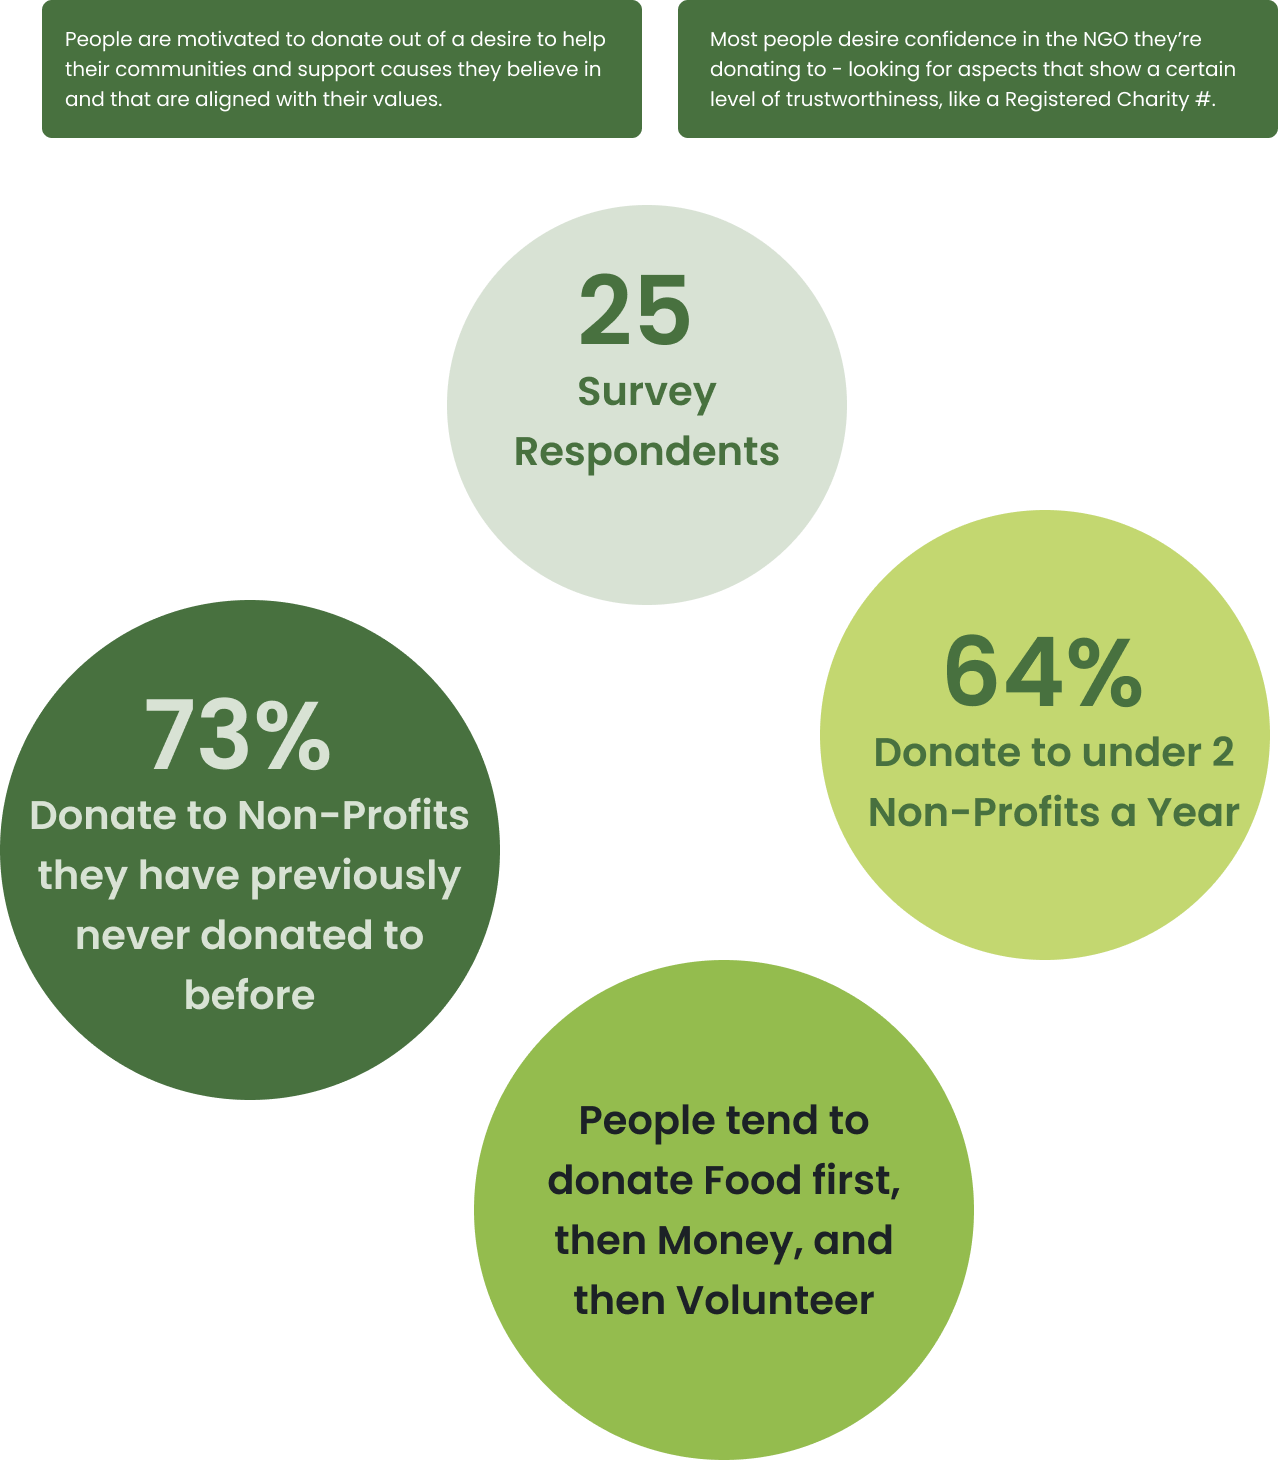 People are motivated to donate out of a desire to help
their communities and support causes they believe in
and that are aligned with their values.
Most people desire confidence in the NGO they’re
donating to - looking for aspects that show a certain
level of trustworthiness, like a Registered Charity #.
25
Survey
Respondents
64%
Donate to under 2
Non-Profits a Year
73%
Donate to Non-Profits
they have previously
never donated to
before
People tend to
donate Food first,
then Money, and
then Volunteer